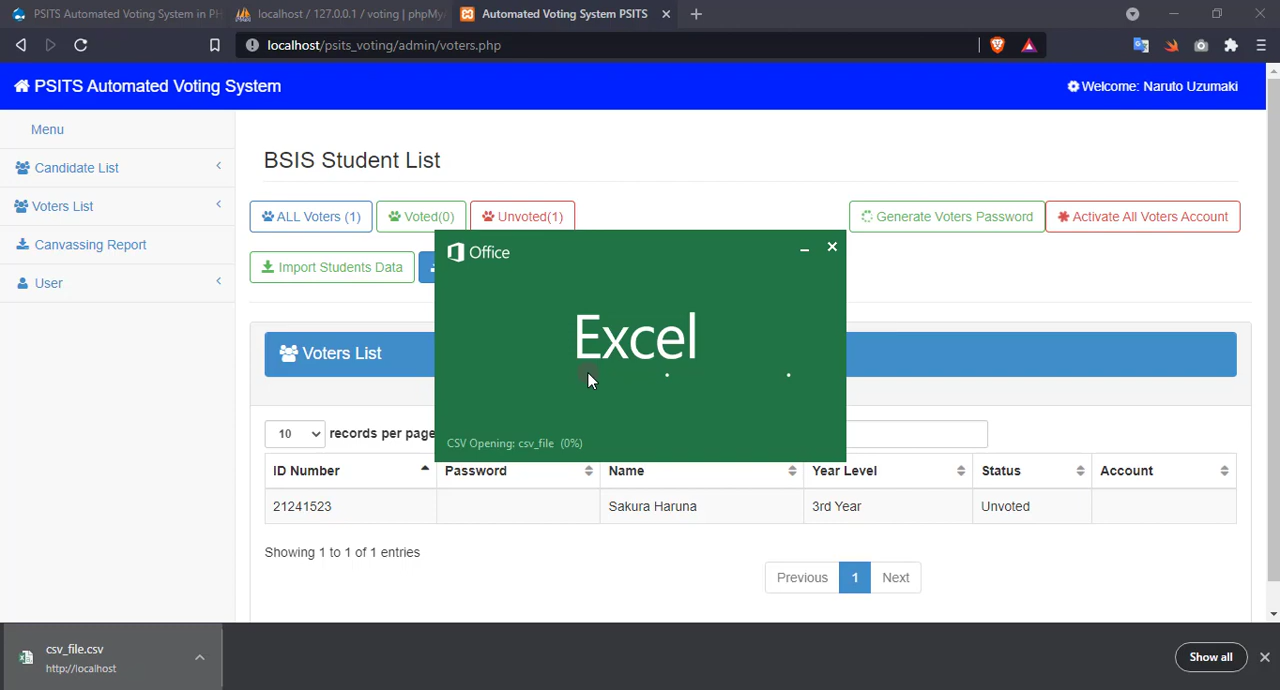 PSITS Automated Voting System in PH
localhost / 127.0.0.1 / voting | phpMy
Automated Voting System PSITS
localhost/psits_voting/admin/voters.php
PSITS Automated Voting System
Welcome: Naruto Uzumaki
Menu
Candidate List
Voters List
Canvassing Report
User
BSIS Student List
ALL Voters (1)
Voted(0)
Unvoted(1)
Generate Voters Password
Activate All Voters Account
Import Students Data
Office
Excel
CSV Opening: csv_file (0%)
Voters List
10 records per page
ID Number Password Name Year Level Status Account
21241523 Sakura Haruna 3rd Year Unvoted
Showing 1 to 1 of 1 entries
Previous 1 Next
csv_file.csv
http://localhost
Show all